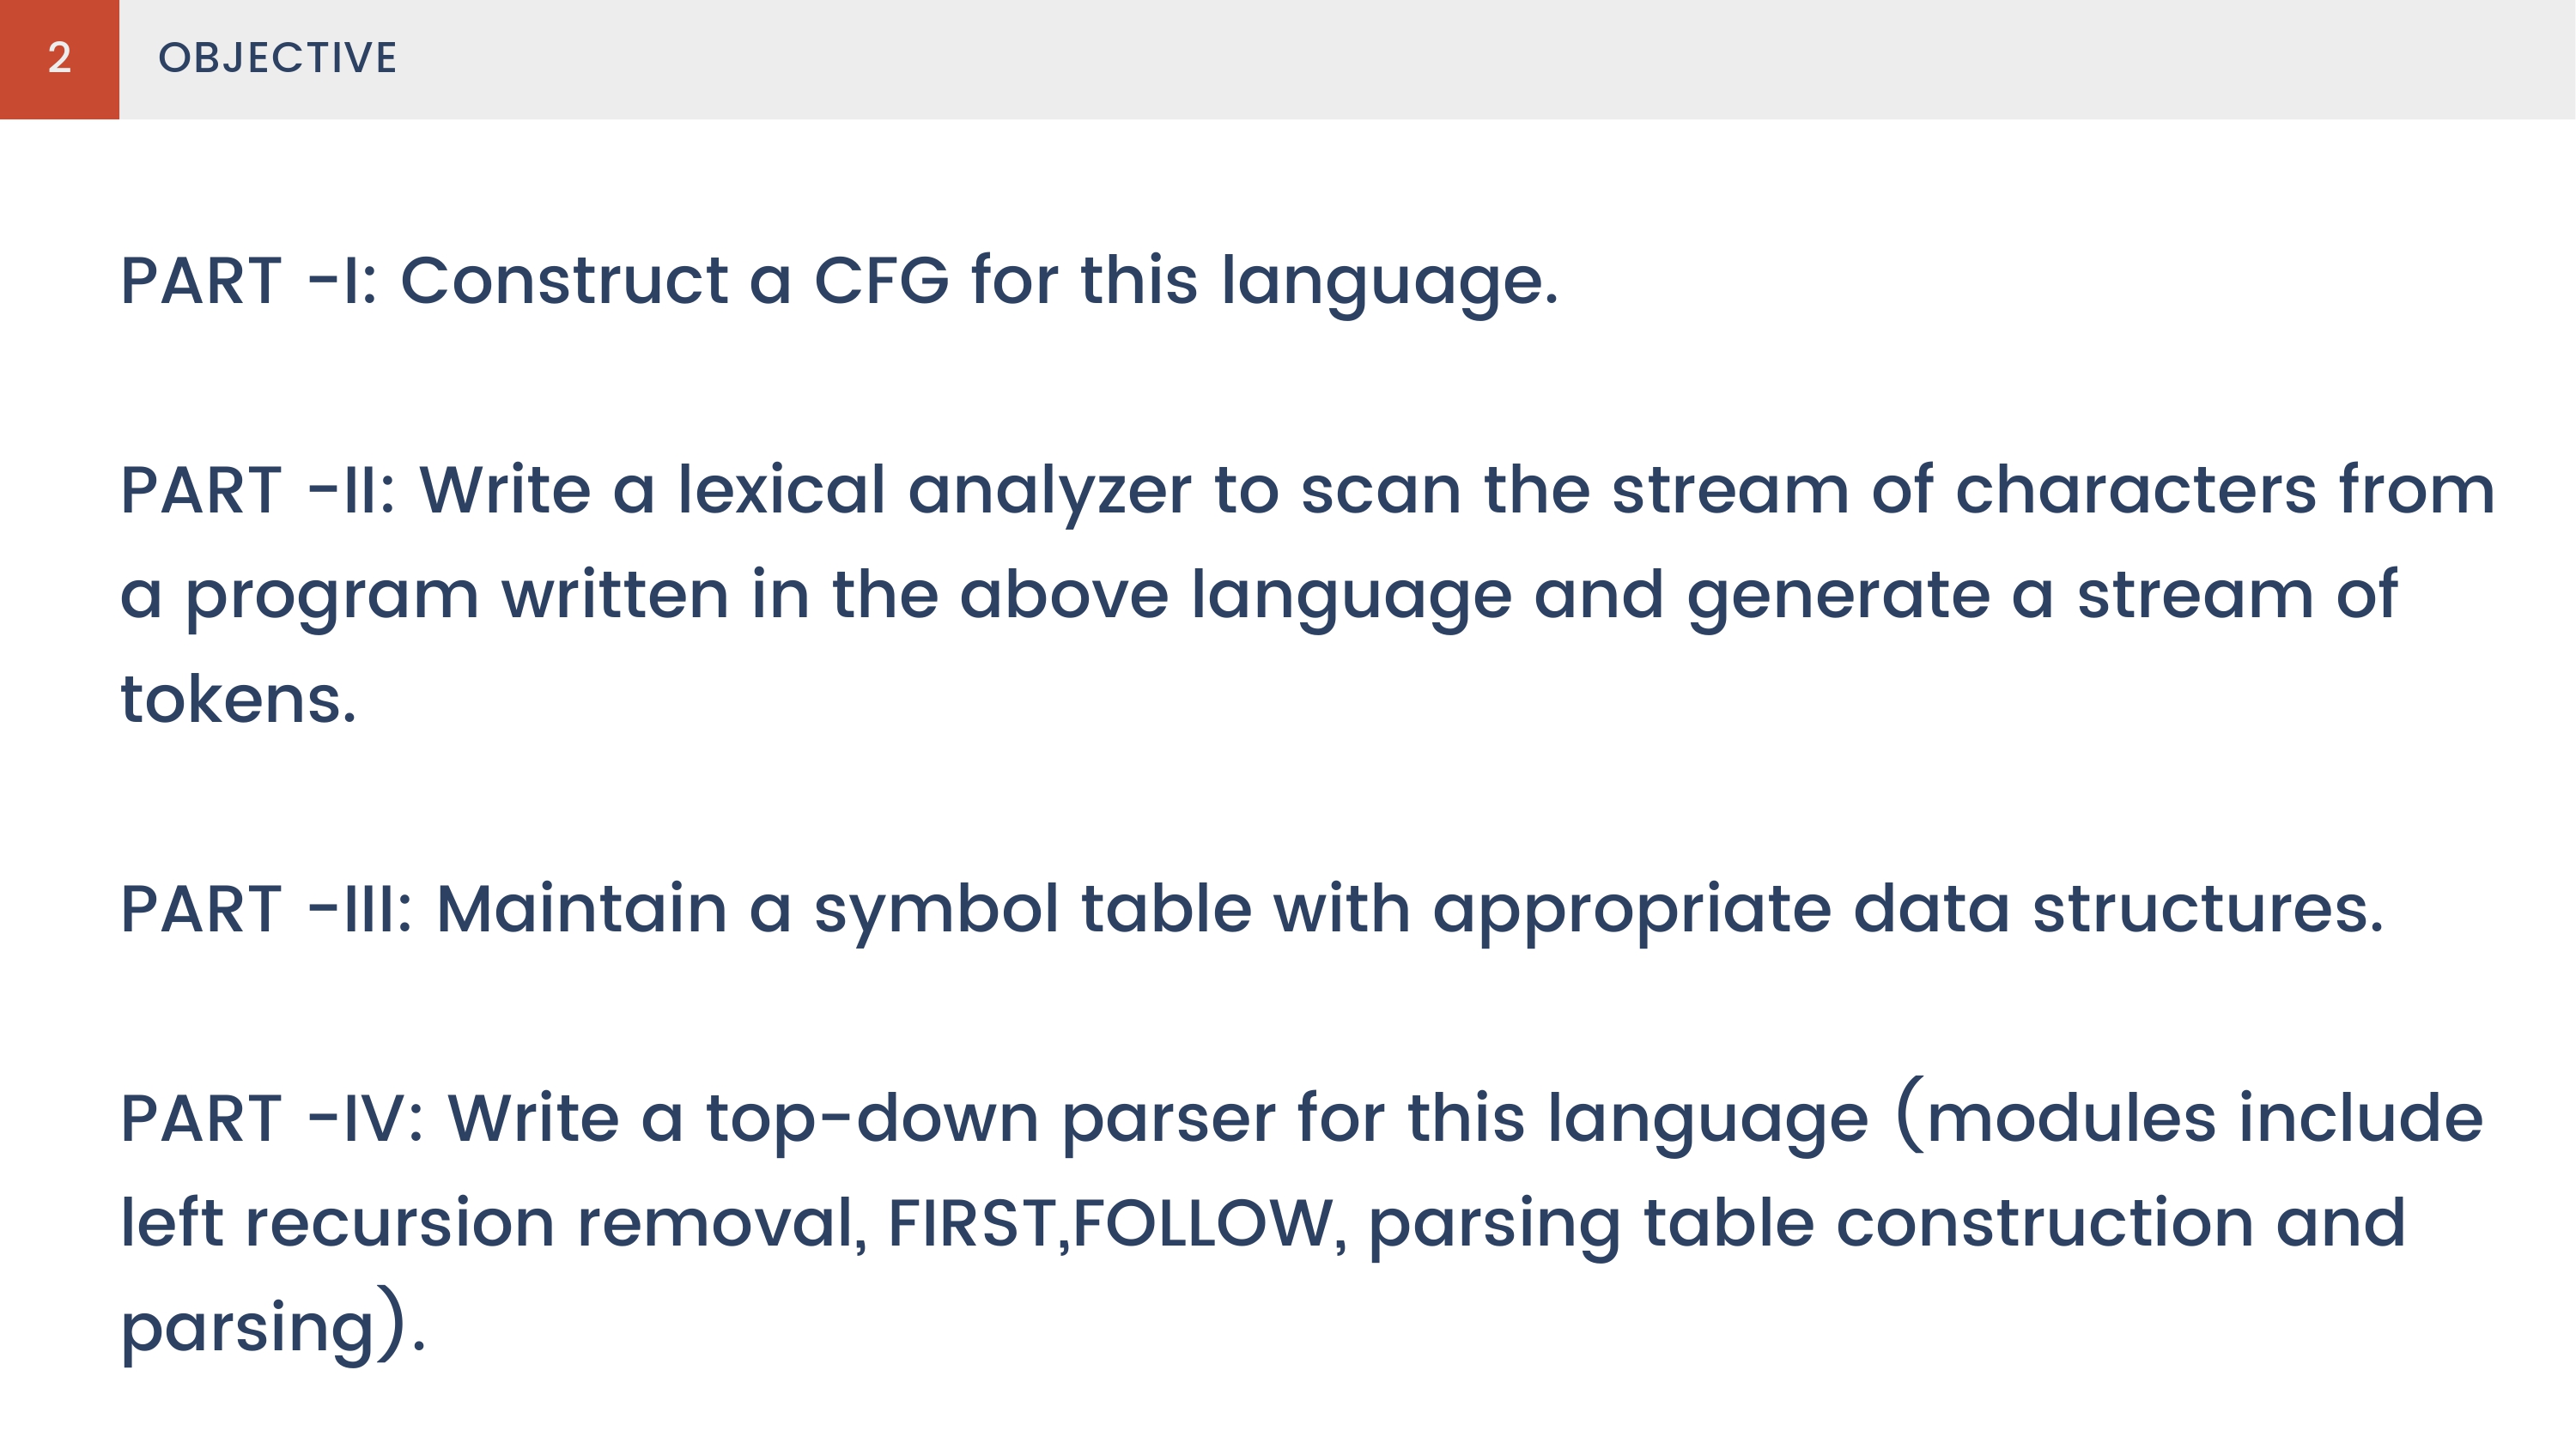 2
OBJECTIVE
PART -I: Construct a CFG for this language.
PART -II: Write a lexical analyzer to scan the stream of characters from
a program written in the above language and generate a stream of
tokens.
PART -III: Maintain a symbol table with appropriate data structures.
PART -IV: Write a top-down parser for this language (modules include
left recursion removal, FIRST,FOLLOW, parsing table construction and
parsing).